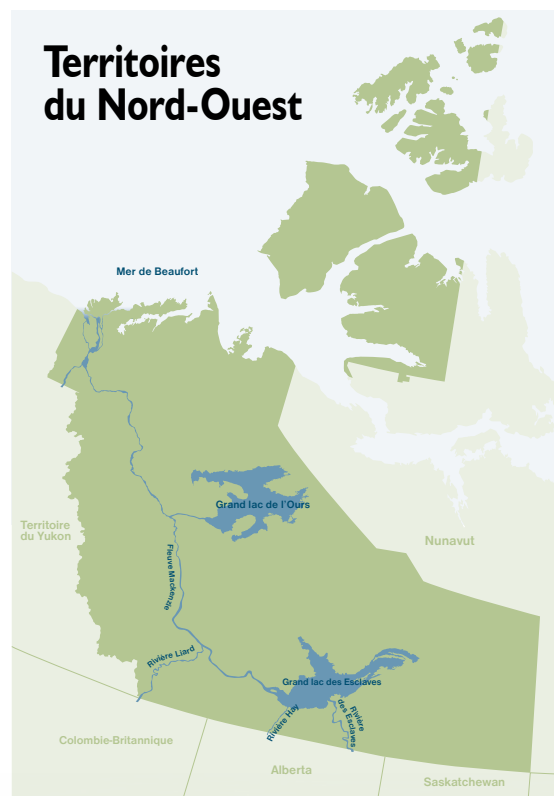 Territoires
du Nord-Ouest
Mer de Beaufort
Grand lac de l'Ours
Territoire
du Yukon
Nunavut
Fleuve Mackenzie
Rivière Liard
Grand lac des Esclaves
Rivière Hay
Rivière
des Esclaves
Colombie-Britannique
Alberta
Saskatchewan